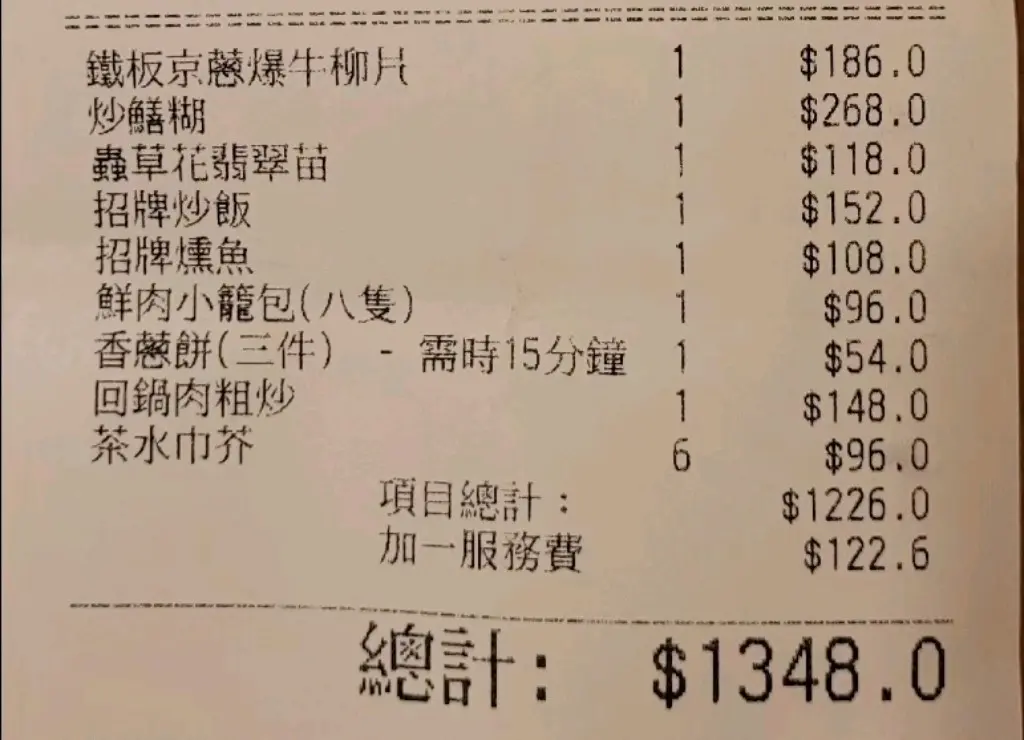 鐵板京蔥爆牛柳片 1 $186.0
炒鱔糊 1 $268.0
蟲草花翡翠苗 1 $118.0
招牌炒飯 1 $152.0
招牌燻魚 1 $108.0
鮮肉小籠包(八隻) 1 $96.0
香蔥餅(三件) - 需時15分鐘 1 $54.0
回鍋肉粗炒 1 $148.0
茶水巾芥 6 $96.0
項目總計: $1226.0
加一服務費 $122.6
總計: $1348.0